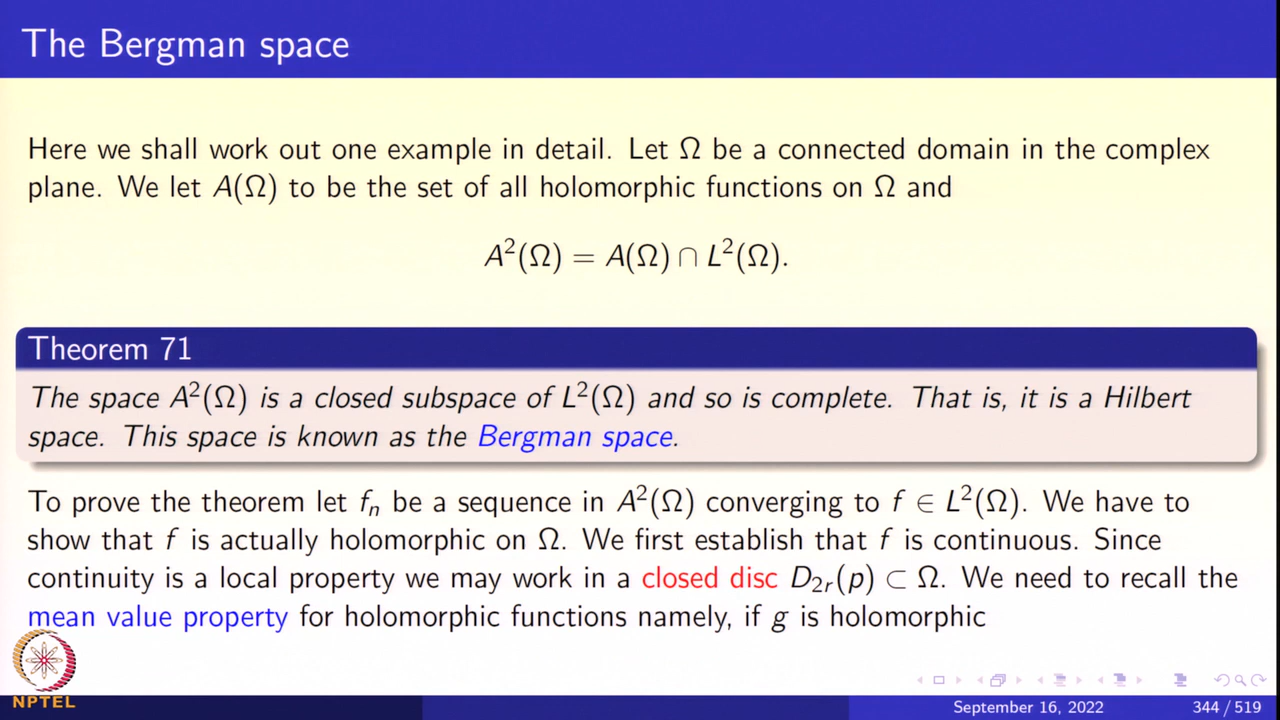 The Bergman space
Here we shall work out one example in detail. Let Ω be a connected domain in the complex
plane. We let A(Ω) to be the set of all holomorphic functions on Ω and
A²(Ω) = A(Ω) ∩ L²(Ω).
Theorem 71
The space A²(Ω) is a closed subspace of L²(Ω) and so is complete. That is, it is a Hilbert
space. This space is known as the Bergman space.
To prove the theorem let fₙ be a sequence in A²(Ω) converging to f ∈ L²(Ω). We have to
show that f is actually holomorphic on Ω. We first establish that f is continuous. Since
continuity is a local property we may work in a closed disc D₂ᵣ(p) ⊂ Ω. We need to recall the
mean value property for holomorphic functions namely, if g is holomorphic
NPTEL
September 16, 2022 344 / 519